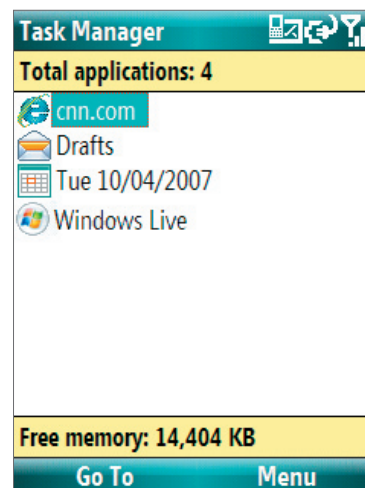 Task Manager
Total applications: 4
cnn.com
Drafts
Tue 10/04/2007
Windows Live
Free memory: 14,404 KB
Go To Menu